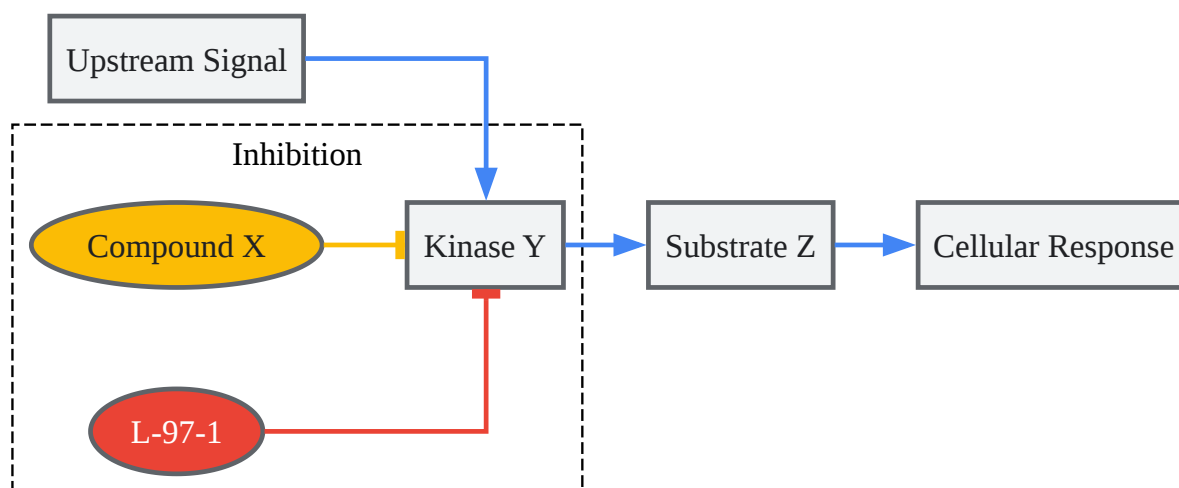 Upstream Signal
Inhibition
Compound X
Kinase Y
Substrate Z
Cellular Response
L-97-1